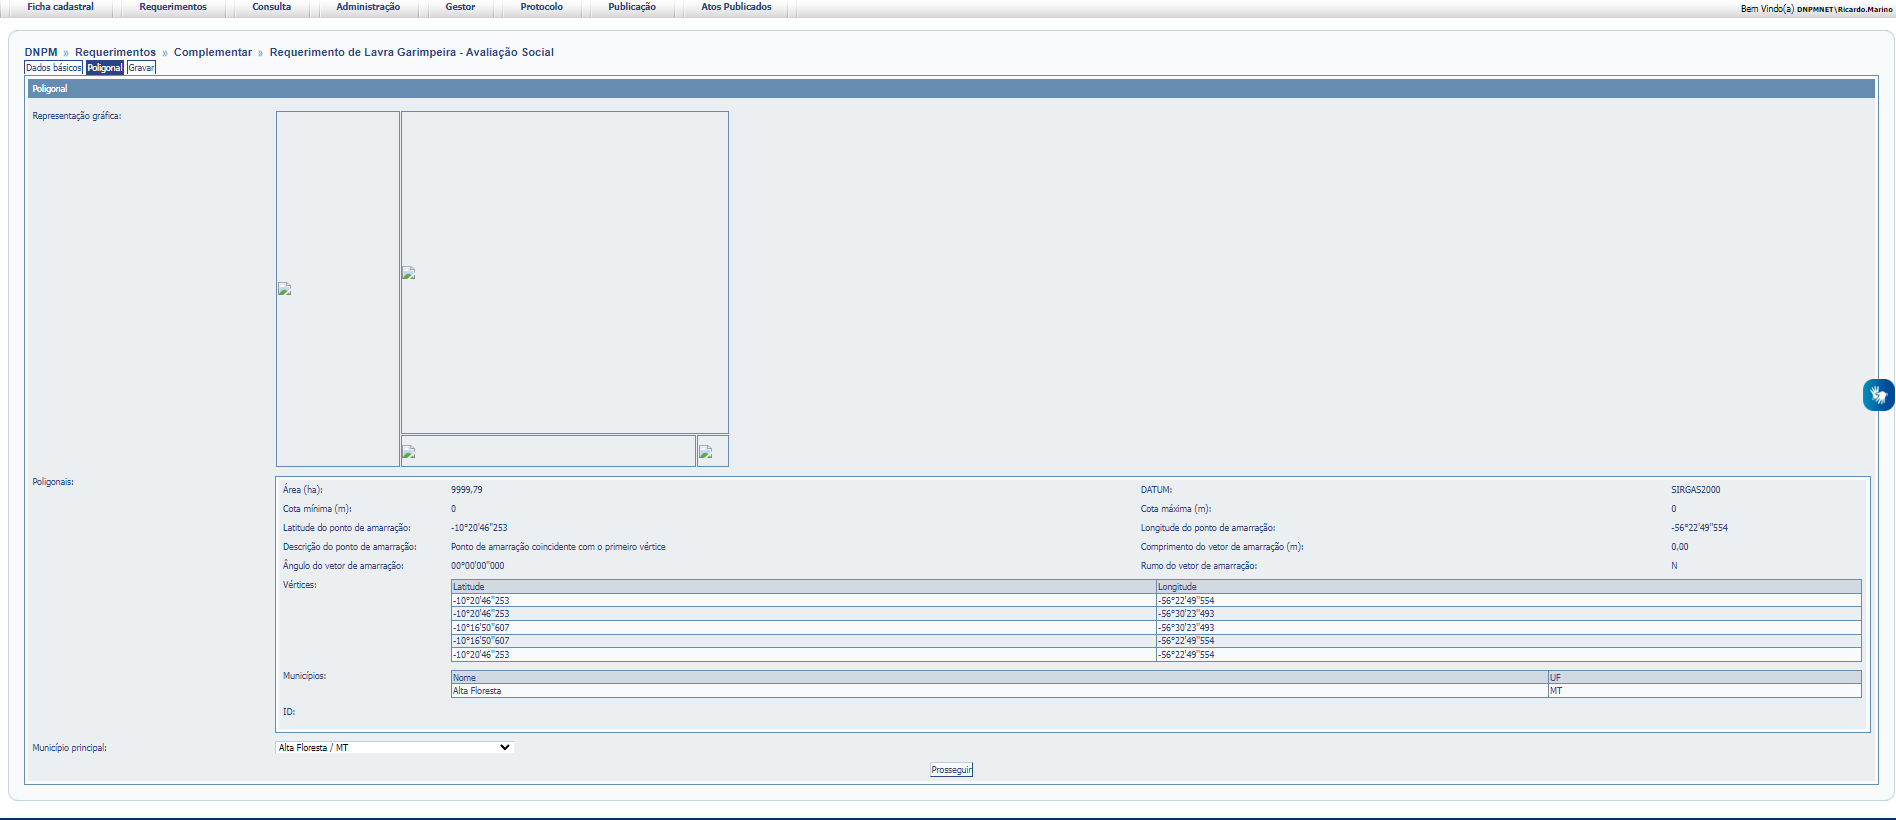 Ficha cadastral Requerimentos Consulta Administração Gestor Protocolo Publicação Atos Publicados Bem Vindo(a) DNPMNET\Ricardo.Marino
DNPM » Requerimentos » Complementar » Requerimento de Lavra Garimpeira - Avaliação Social
Dados básicos Poligonal Gravar
Poligonal
Representação gráfica:
Poligonais:
Área (ha): 9999,79 DATUM: SIRGAS2000
Cota mínima (m): 0 Cota máxima (m): 0
Latitude do ponto de amarração: -10°20'46"253 Longitude do ponto de amarração: -56°22'49"554
Descrição do ponto de amarração: Ponto de amarração coincidente com o primeiro vértice Comprimento do vetor de amarração (m): 0,00
Ângulo do vetor de amarração: 00°00'00"000 Rumo do vetor de amarração: N
Vértices: Latitude Longitude
-10°20'46"253 -56°22'49"554
-10°20'46"253 -56°30'23"493
-10°16'50"607 -56°30'23"493
-10°16'50"607 -56°22'49"554
-10°20'46"253 -56°22'49"554
Municípios: Nome UF
Alta Floresta MT
ID:
Município principal: Alta Floresta / MT
Prosseguir